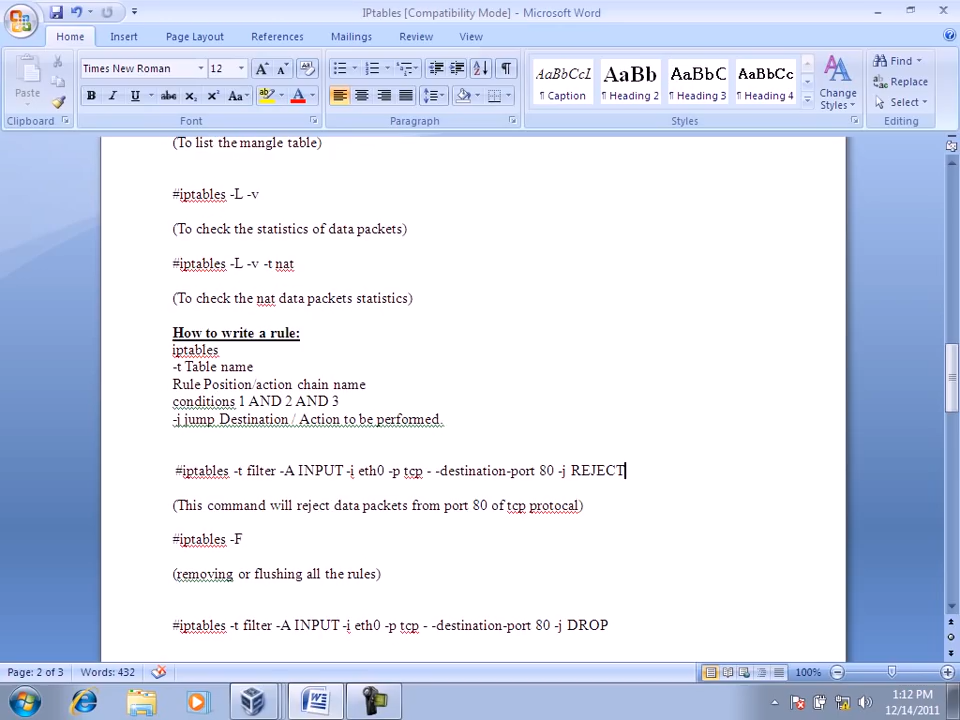 IPtables [Compatibility Mode] - Microsoft Word
Home Insert Page Layout References Mailings Review View
Paste
Clipboard
Times New Roman 12
B I U abc X₂ X² Aa
Font
Paragraph
AaBbCcI AaBb AaBbC AaBbCc
¶ Caption ¶ Heading 2 ¶ Heading 3 ¶ Heading 4
Change Styles
Styles
Find
Replace
Select
Editing
(To list the mangle table)
#iptables -L -v
(To check the statistics of data packets)
#iptables -L -v -t nat
(To check the nat data packets statistics)
How to write a rule:
iptables
-t Table name
Rule Position/action chain name
conditions 1 AND 2 AND 3
-j jump Destination / Action to be performed.
#iptables -t filter -A INPUT -i eth0 -p tcp - -destination-port 80 -j REJECT
(This command will reject data packets from port 80 of tcp protocal)
#iptables -F
(removing or flushing all the rules)
#iptables -t filter -A INPUT -i eth0 -p tcp - -destination-port 80 -j DROP
Page: 2 of 3 Words: 432 100%
1:12 PM
12/14/2011